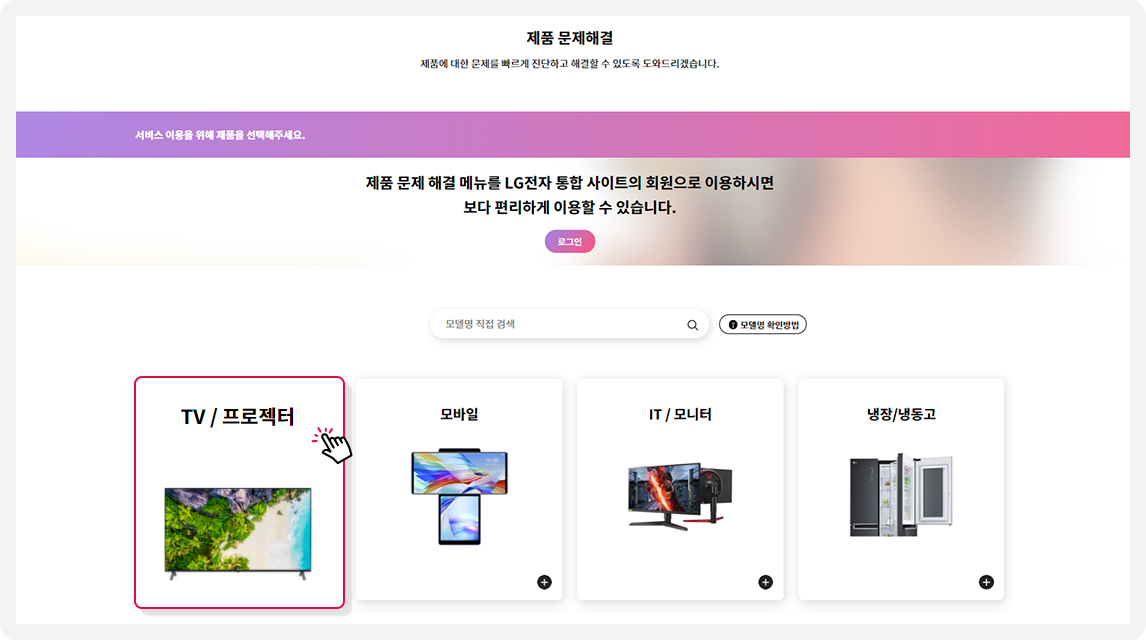 제품 문제해결
제품에 대한 문제를 빠르게 진단하고 해결할 수 있도록 도와드리겠습니다.
서비스 이용을 위해 제품을 선택해주세요.
제품 문제 해결 메뉴를 LG전자 통합 사이트의 회원으로 이용하시면
보다 편리하게 이용할 수 있습니다.
로그인
모델명 직접 검색
모델명 확인방법
TV / 프로젝터
모바일
IT / 모니터
냉장/냉동고